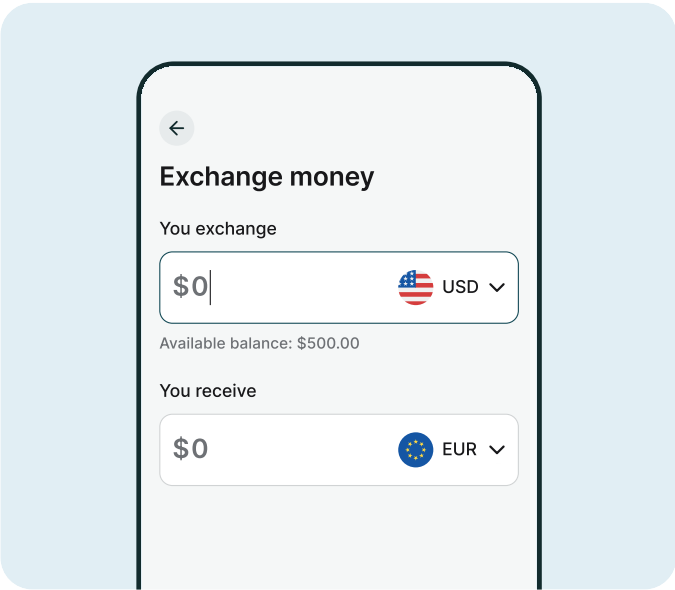 Exchange money
You exchange
$0 USD
Available balance: $500.00
You receive
$0 EUR